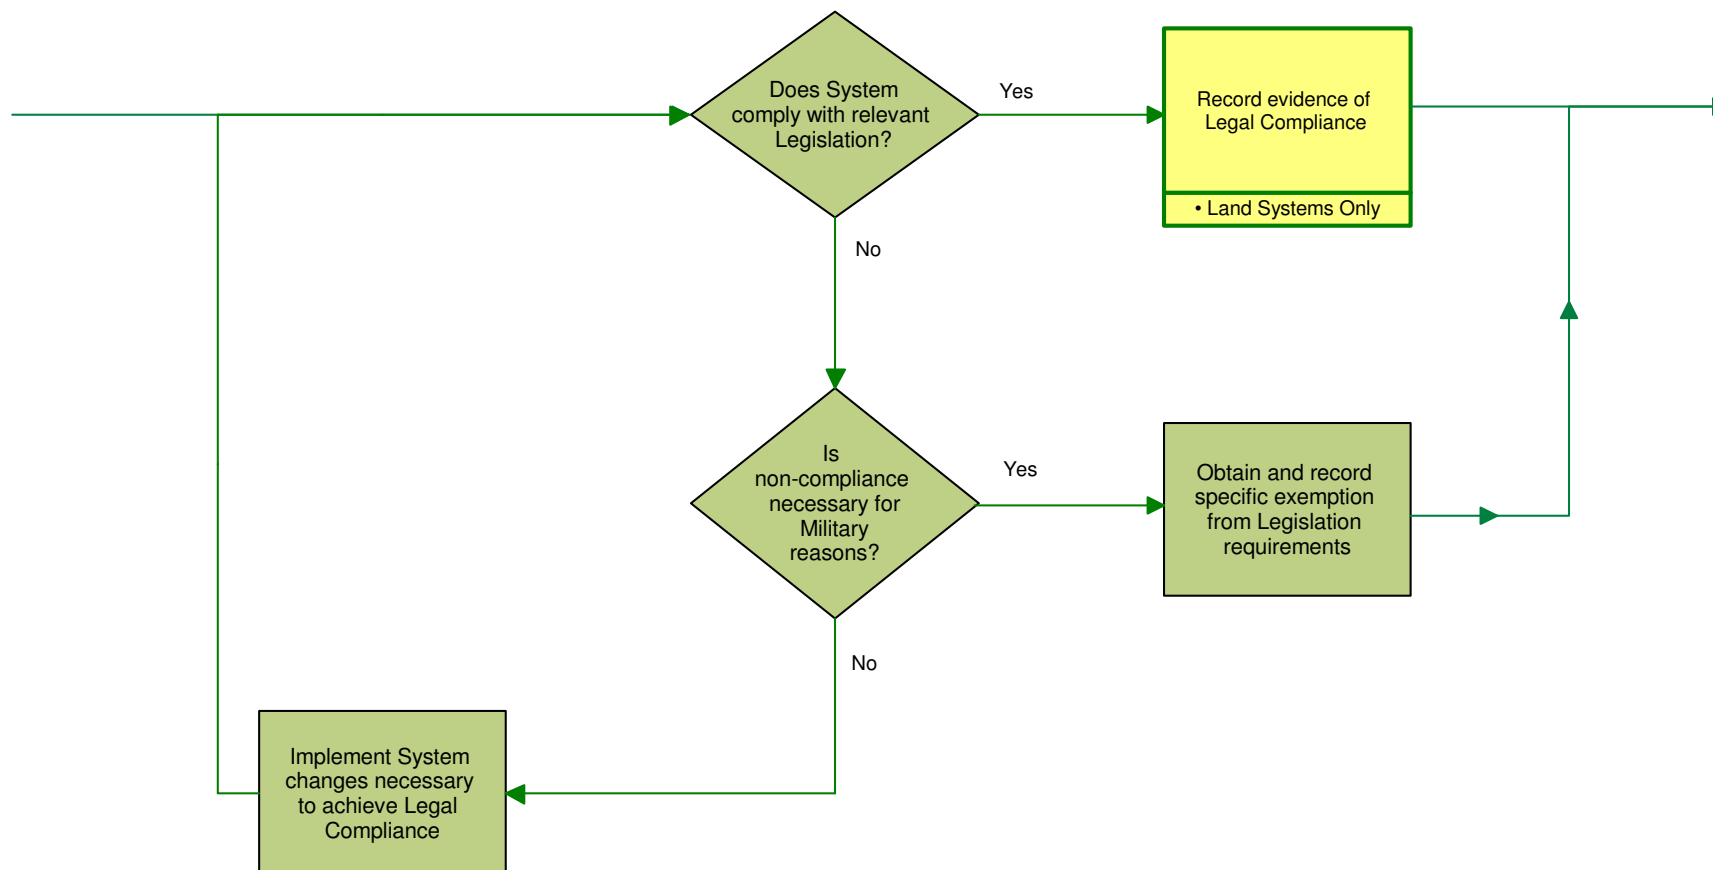 Does System
comply with relevant
Legislation?
Yes
Record evidence of
Legal Compliance
• Land Systems Only
No
Is
non-compliance
necessary for
Military
reasons?
Yes
Obtain and record
specific exemption
from Legislation
requirements
No
Implement System
changes necessary
to achieve Legal
Compliance